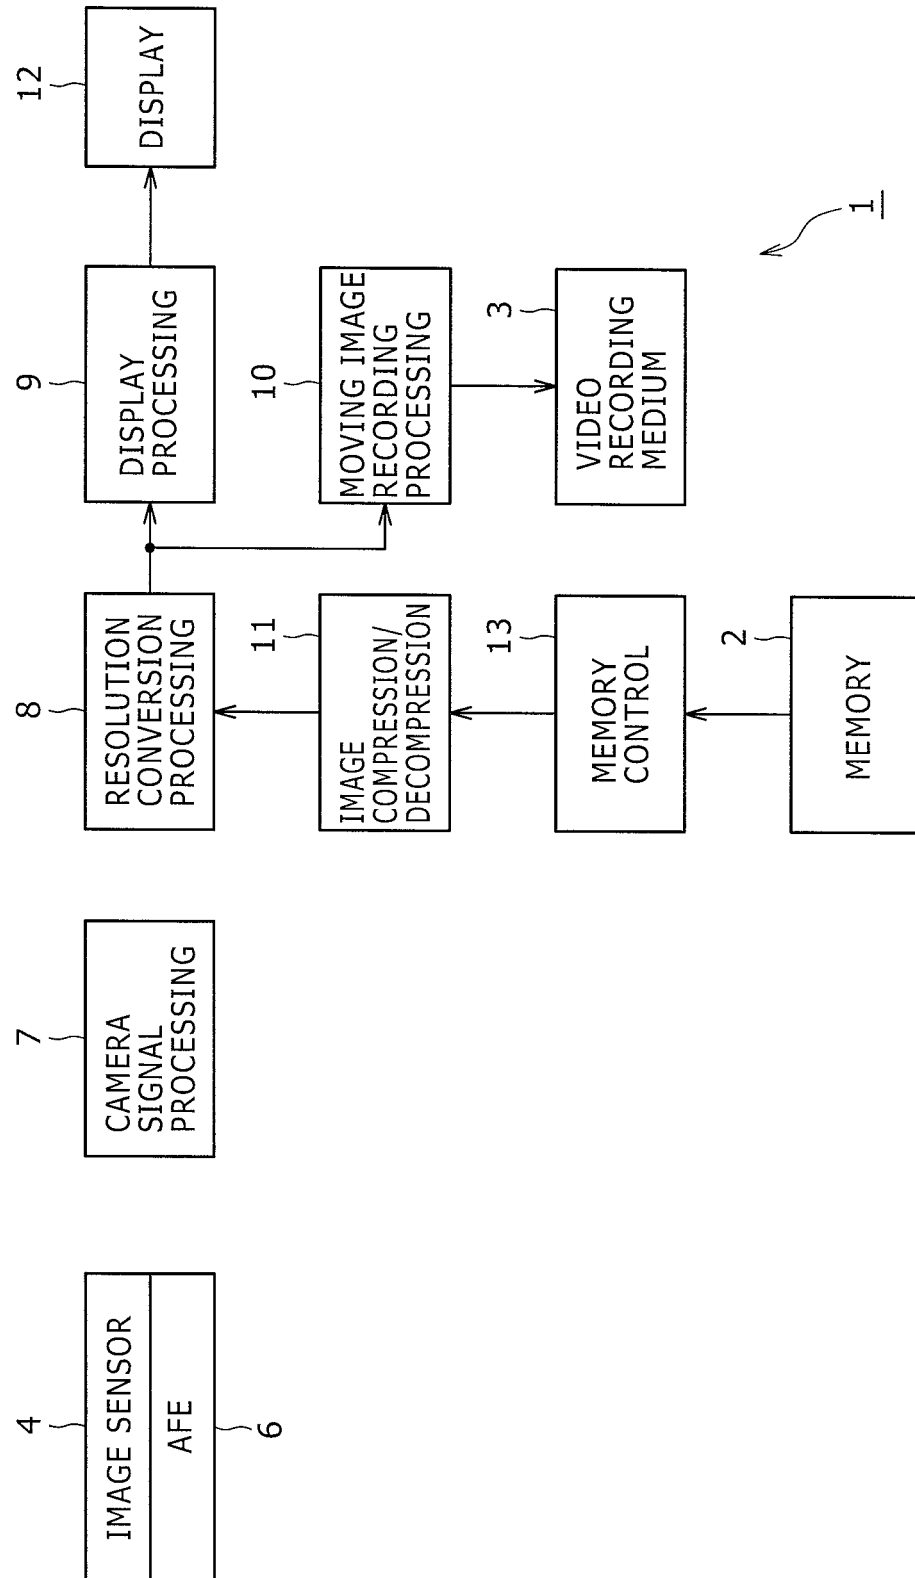 4
IMAGE SENSOR
AFE
6
7
CAMERA
SIGNAL
PROCESSING
8
RESOLUTION
CONVERSION
PROCESSING
9
DISPLAY
PROCESSING
12
DISPLAY
11
IMAGE
COMPRESSION/
DECOMPRESSION
10
MOVING IMAGE
RECORDING
PROCESSING
13
MEMORY
CONTROL
3
VIDEO
RECORDING
MEDIUM
2
MEMORY
1